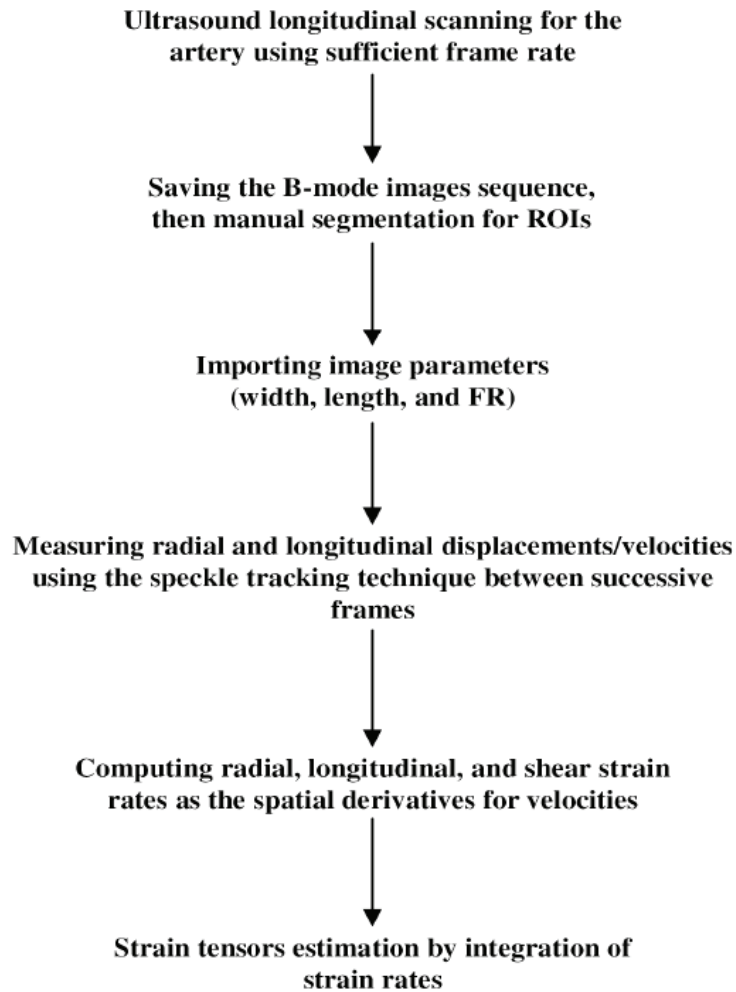 Ultrasound longitudinal scanning for the
artery using sufficient frame rate
Saving the B-mode images sequence,
then manual segmentation for ROIs
Importing image parameters
(width, length, and FR)
Measuring radial and longitudinal displacements/velocities
using the speckle tracking technique between successive
frames
Computing radial, longitudinal, and shear strain
rates as the spatial derivatives for velocities
Strain tensors estimation by integration of
strain rates